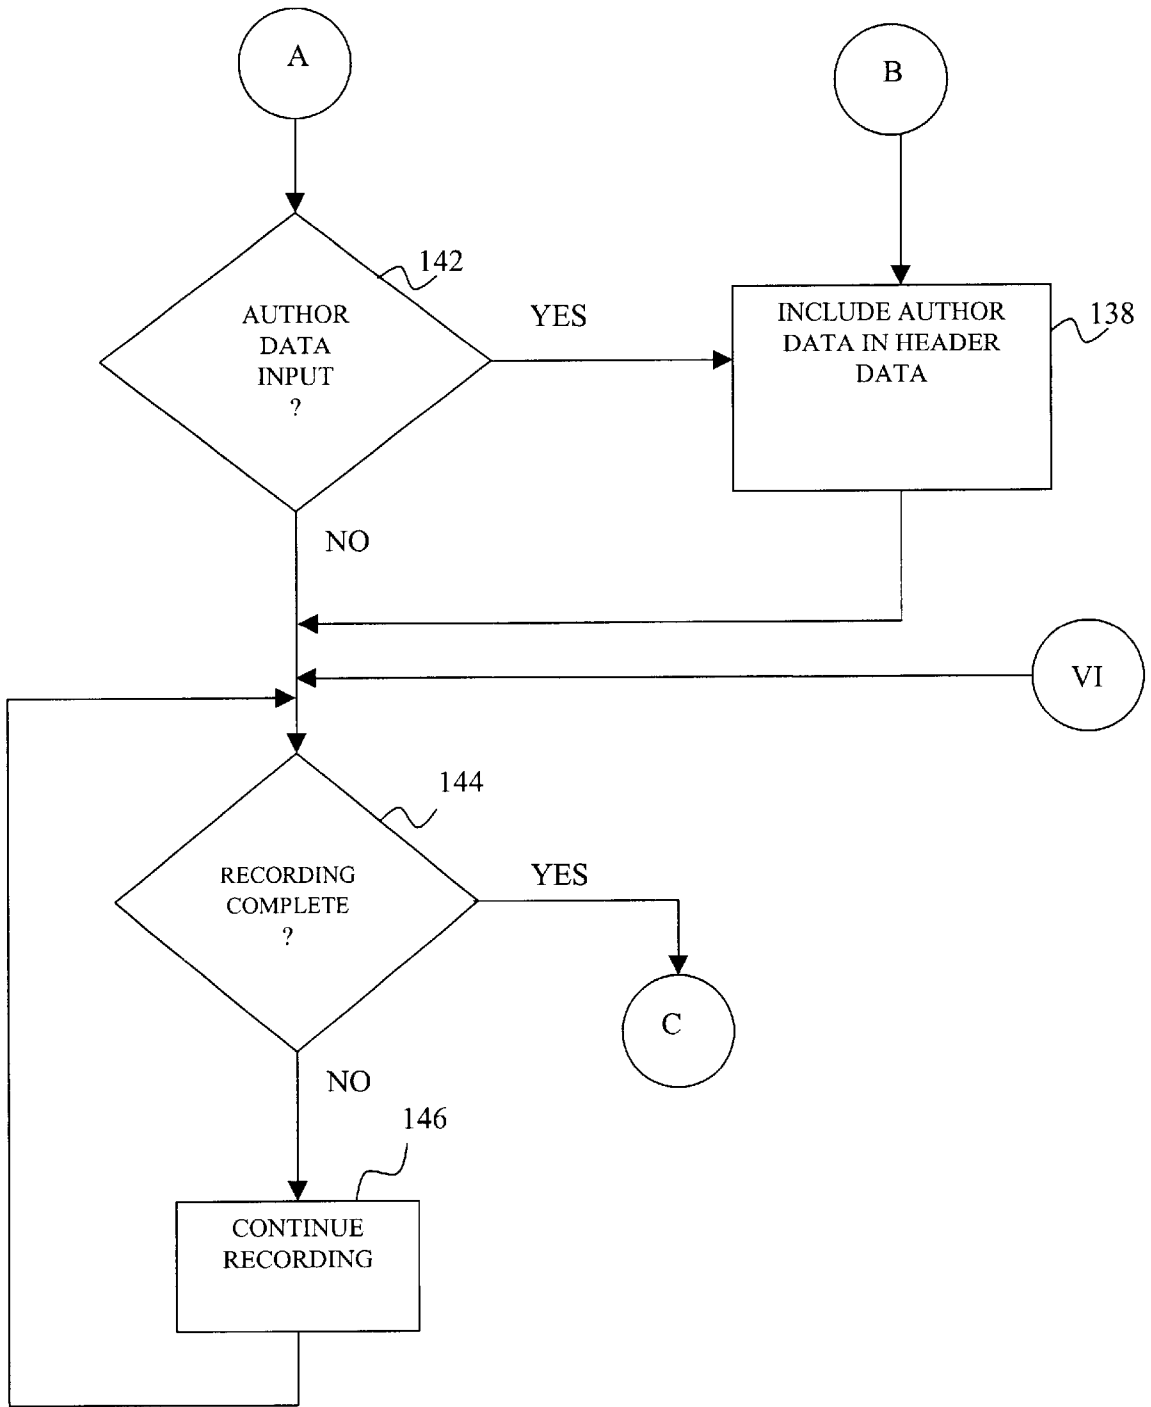 A
B
142
AUTHOR
DATA
INPUT
?
YES
INCLUDE AUTHOR
DATA IN HEADER
DATA
138
NO
VI
144
RECORDING
COMPLETE
?
YES
C
NO
146
CONTINUE
RECORDING